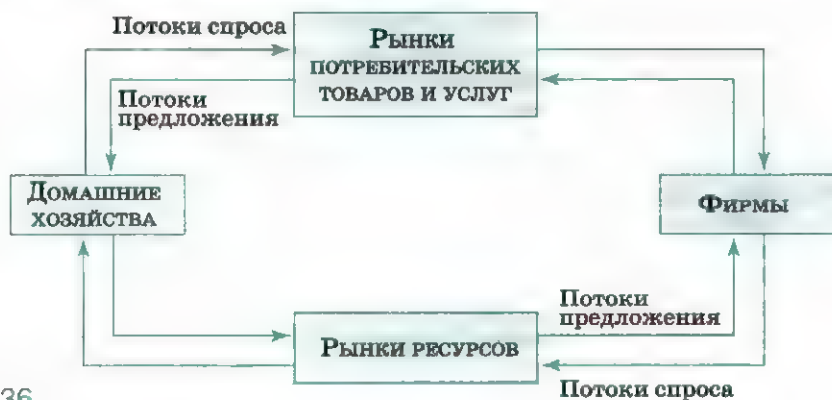 Потоки спроса
Рынки
потребительских
товаров и услуг
Потоки
предложения
Домашние
хозяйства
Фирмы
Потоки
предложения
Рынки ресурсов
Потоки спроса
36